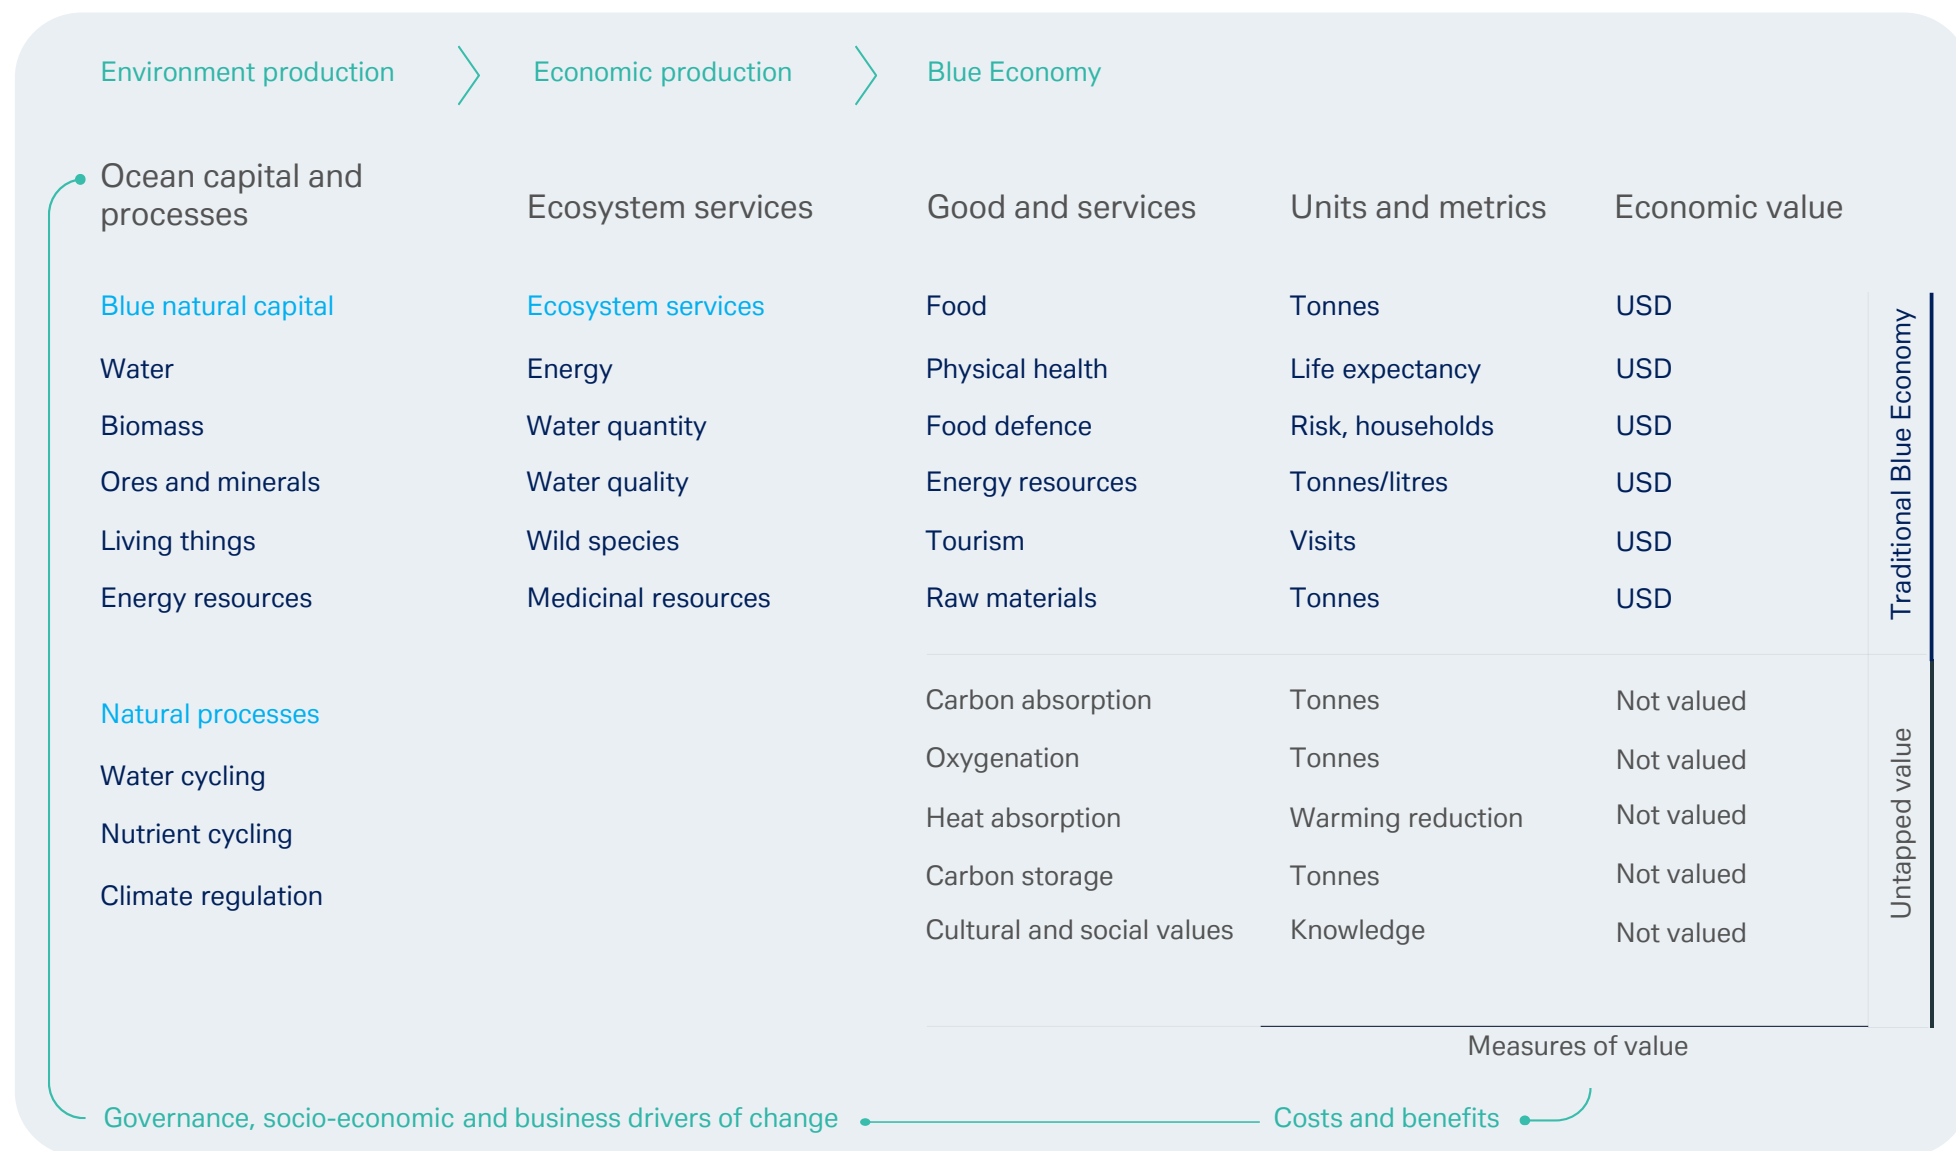 Environment production
Economic production
Blue Economy
Ocean capital and
processes
Ecosystem services
Good and services
Units and metrics
Economic value
Blue natural capital
Ecosystem services
Food
Tonnes
USD
Water
Energy
Physical health
Life expectancy
USD
Biomass
Water quantity
Food defence
Risk, households
USD
Ores and minerals
Water quality
Energy resources
Tonnes/litres
USD
Living things
Wild species
Tourism
Visits
USD
Energy resources
Medicinal resources
Raw materials
Tonnes
USD
Traditional Blue Economy
Natural processes
Water cycling
Nutrient cycling
Climate regulation
Carbon absorption
Tonnes
Not valued
Oxygenation
Tonnes
Not valued
Heat absorption
Warming reduction
Not valued
Carbon storage
Tonnes
Not valued
Cultural and social values
Knowledge
Not valued
Untapped value
Measures of value
Governance, socio-economic and business drivers of change
Costs and benefits